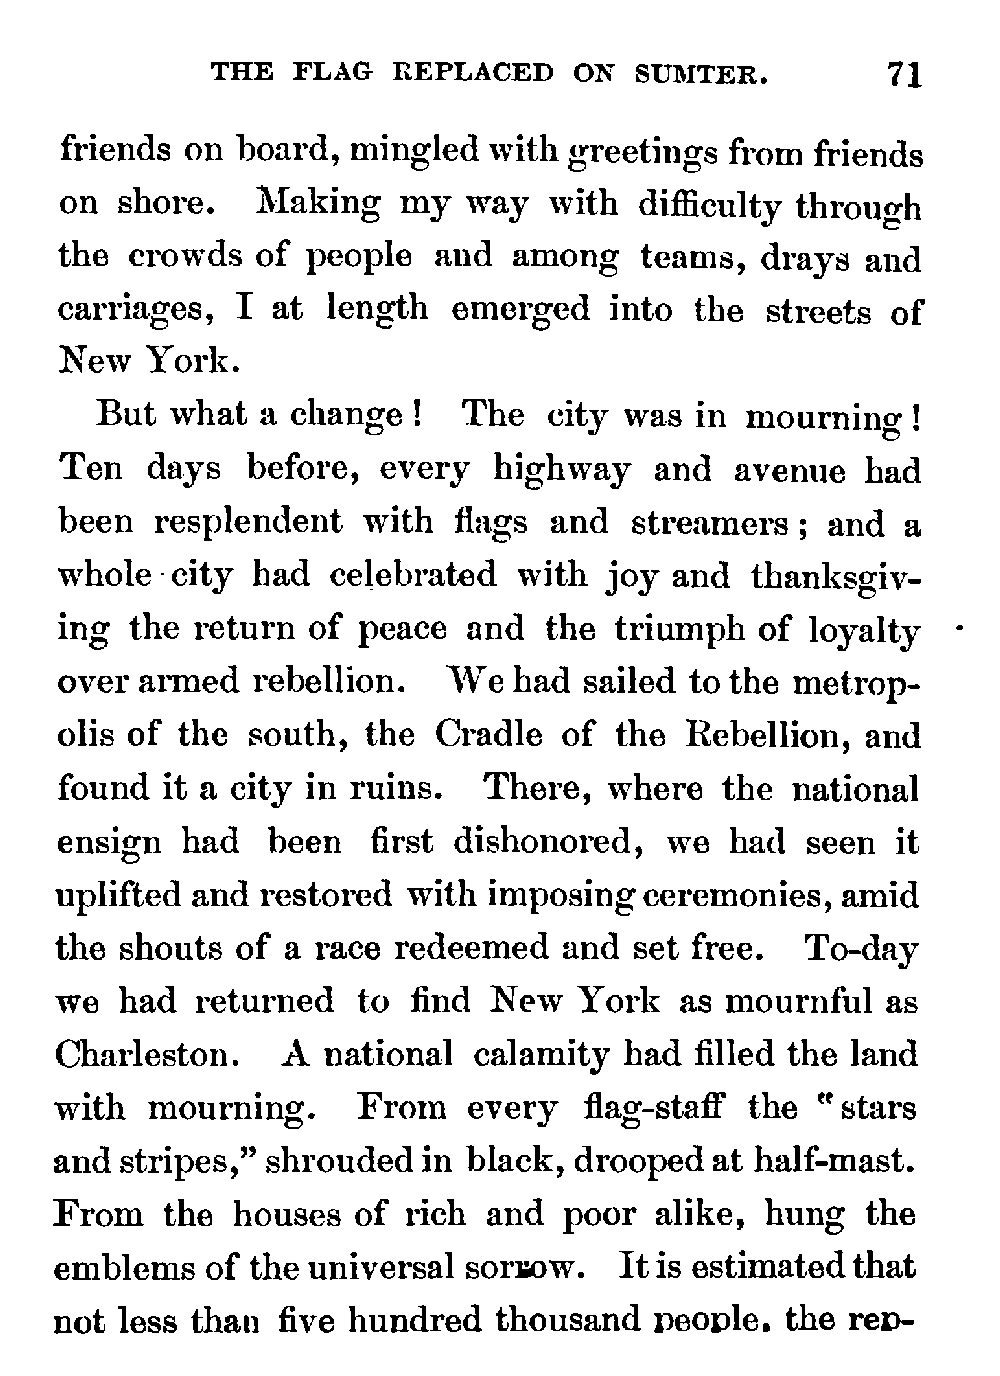 THE FLAG REPLACED ON SUMTER. 71
friends on board, mingled with greetings from friends
on shore. Making my way with difficulty through
the crowds of people and among teams, drays and
carriages, I at length emerged into the streets of
New York.
But what a change! The city was in mourning!
Ten days before, every highway and avenue had
been resplendent with flags and streamers; and a
whole city had celebrated with joy and thanksgiv-
ing the return of peace and the triumph of loyalty
over armed rebellion. We had sailed to the metrop-
olis of the south, the Cradle of the Rebellion, and
found it a city in ruins. There, where the national
ensign had been first dishonored, we had seen it
uplifted and restored with imposing ceremonies, amid
the shouts of a race redeemed and set free. To-day
we had returned to find New York as mournful as
Charleston. A national calamity had filled the land
with mourning. From every flag-staff the "stars
and stripes," shrouded in black, drooped at half-mast.
From the houses of rich and poor alike, hung the
emblems of the universal sorrow. It is estimated that
not less than five hundred thousand people, the rep-